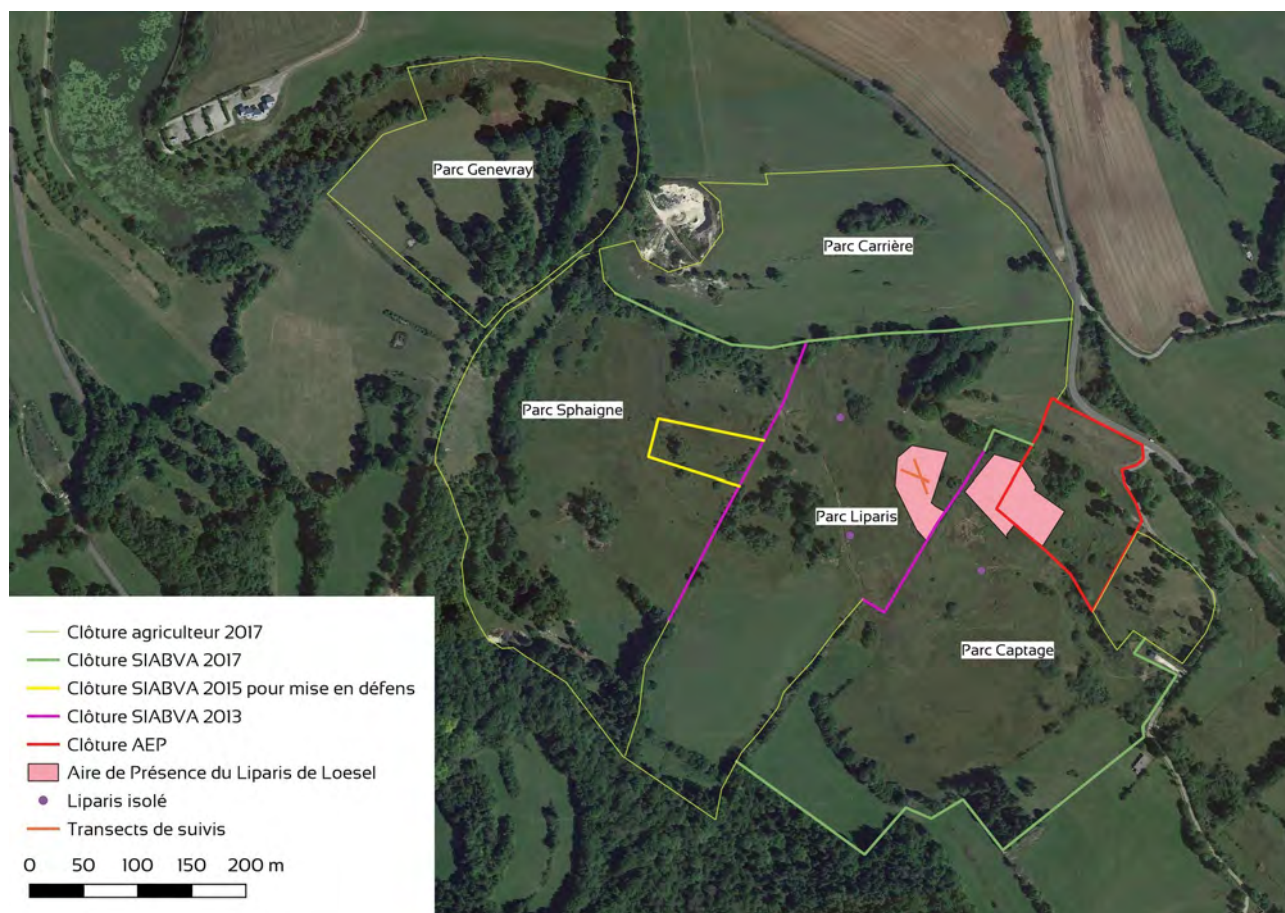 Parc Genevray
Parc Carrière
Parc Sphaigne
Parc Liparis
Parc Captage
Clôture agriculteur 2017
Clôture SIABVA 2017
Clôture SIABVA 2015 pour mise en défens
Clôture SIABVA 2013
Clôture AEP
Aire de Présence du Liparis de Loesel
Liparis isolé
Transects de suivis
0 50 100 150 200 m